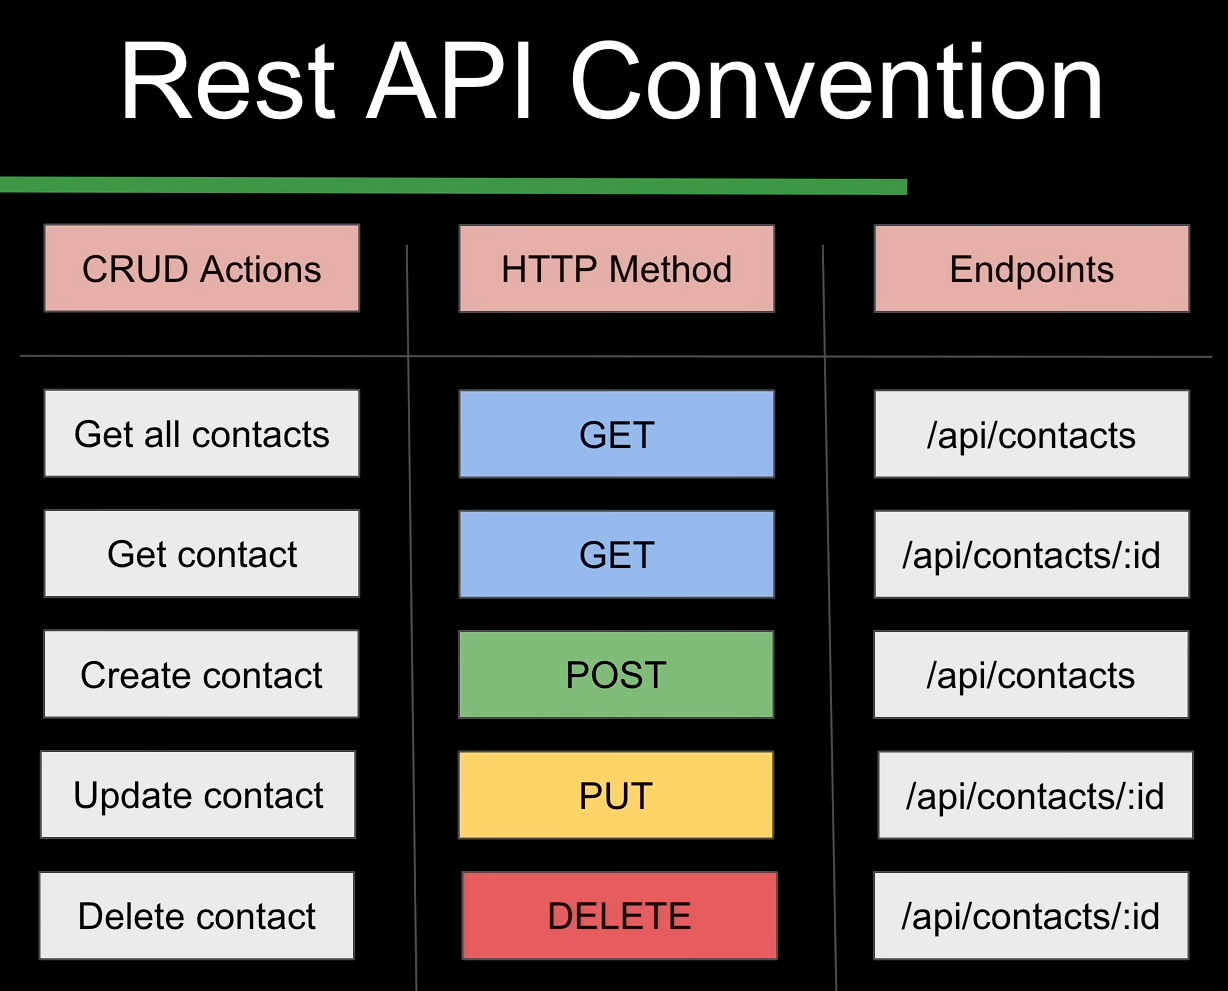 Rest API Convention
CRUD Actions
HTTP Method
Endpoints
Get all contacts
GET
/api/contacts
Get contact
GET
/api/contacts/:id
Create contact
POST
/api/contacts
Update contact
PUT
/api/contacts/:id
Delete contact
DELETE
/api/contacts/:id